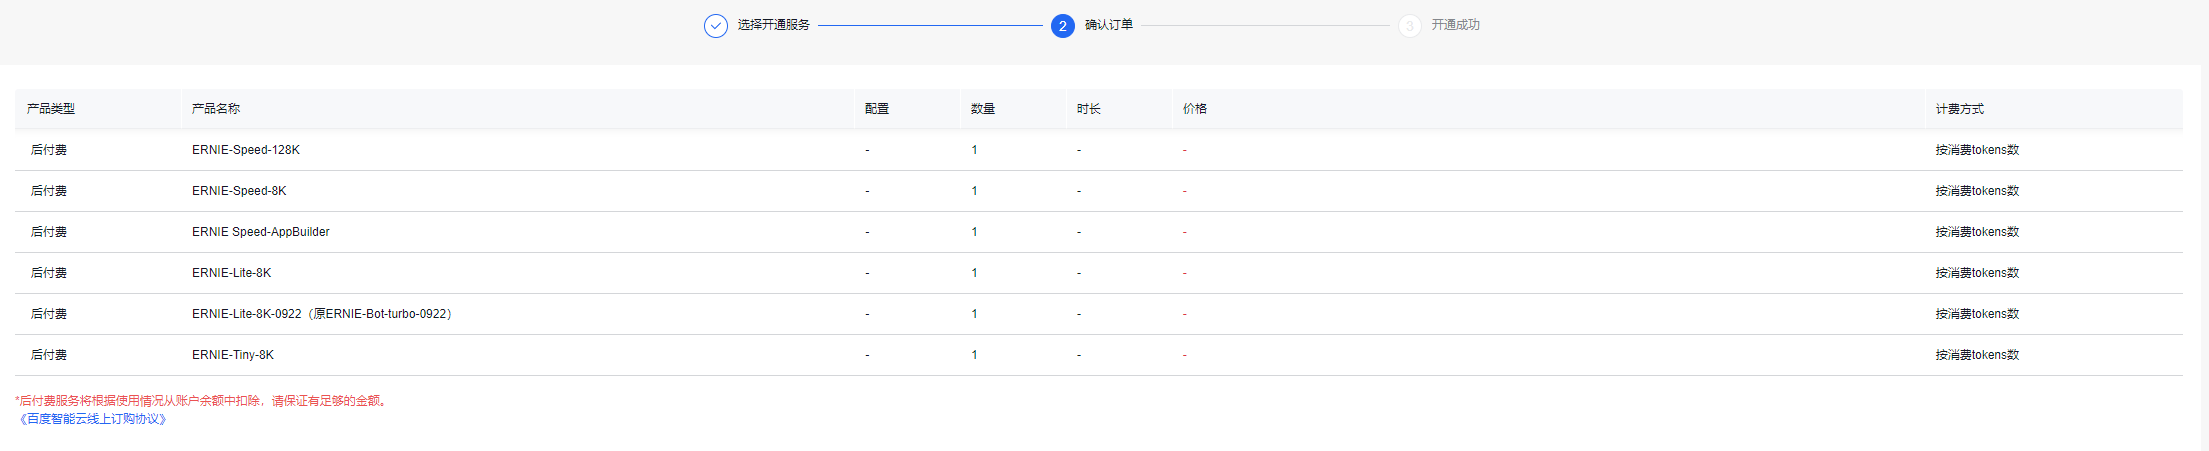 选择开通服务 2 确认订单 3 开通成功
产品类型 产品名称 配置 数量 时长 价格 计费方式
后付费 ERNIE-Speed-128K - 1 - - 按消费tokens数
后付费 ERNIE-Speed-8K - 1 - - 按消费tokens数
后付费 ERNIE Speed-AppBuilder - 1 - - 按消费tokens数
后付费 ERNIE-Lite-8K - 1 - - 按消费tokens数
后付费 ERNIE-Lite-8K-0922（原ERNIE-Bot-turbo-0922） - 1 - - 按消费tokens数
后付费 ERNIE-Tiny-8K - 1 - - 按消费tokens数
*后付费服务将根据使用情况从账户余额中扣除，请保证有足够的金额。
《百度智能云线上订购协议》